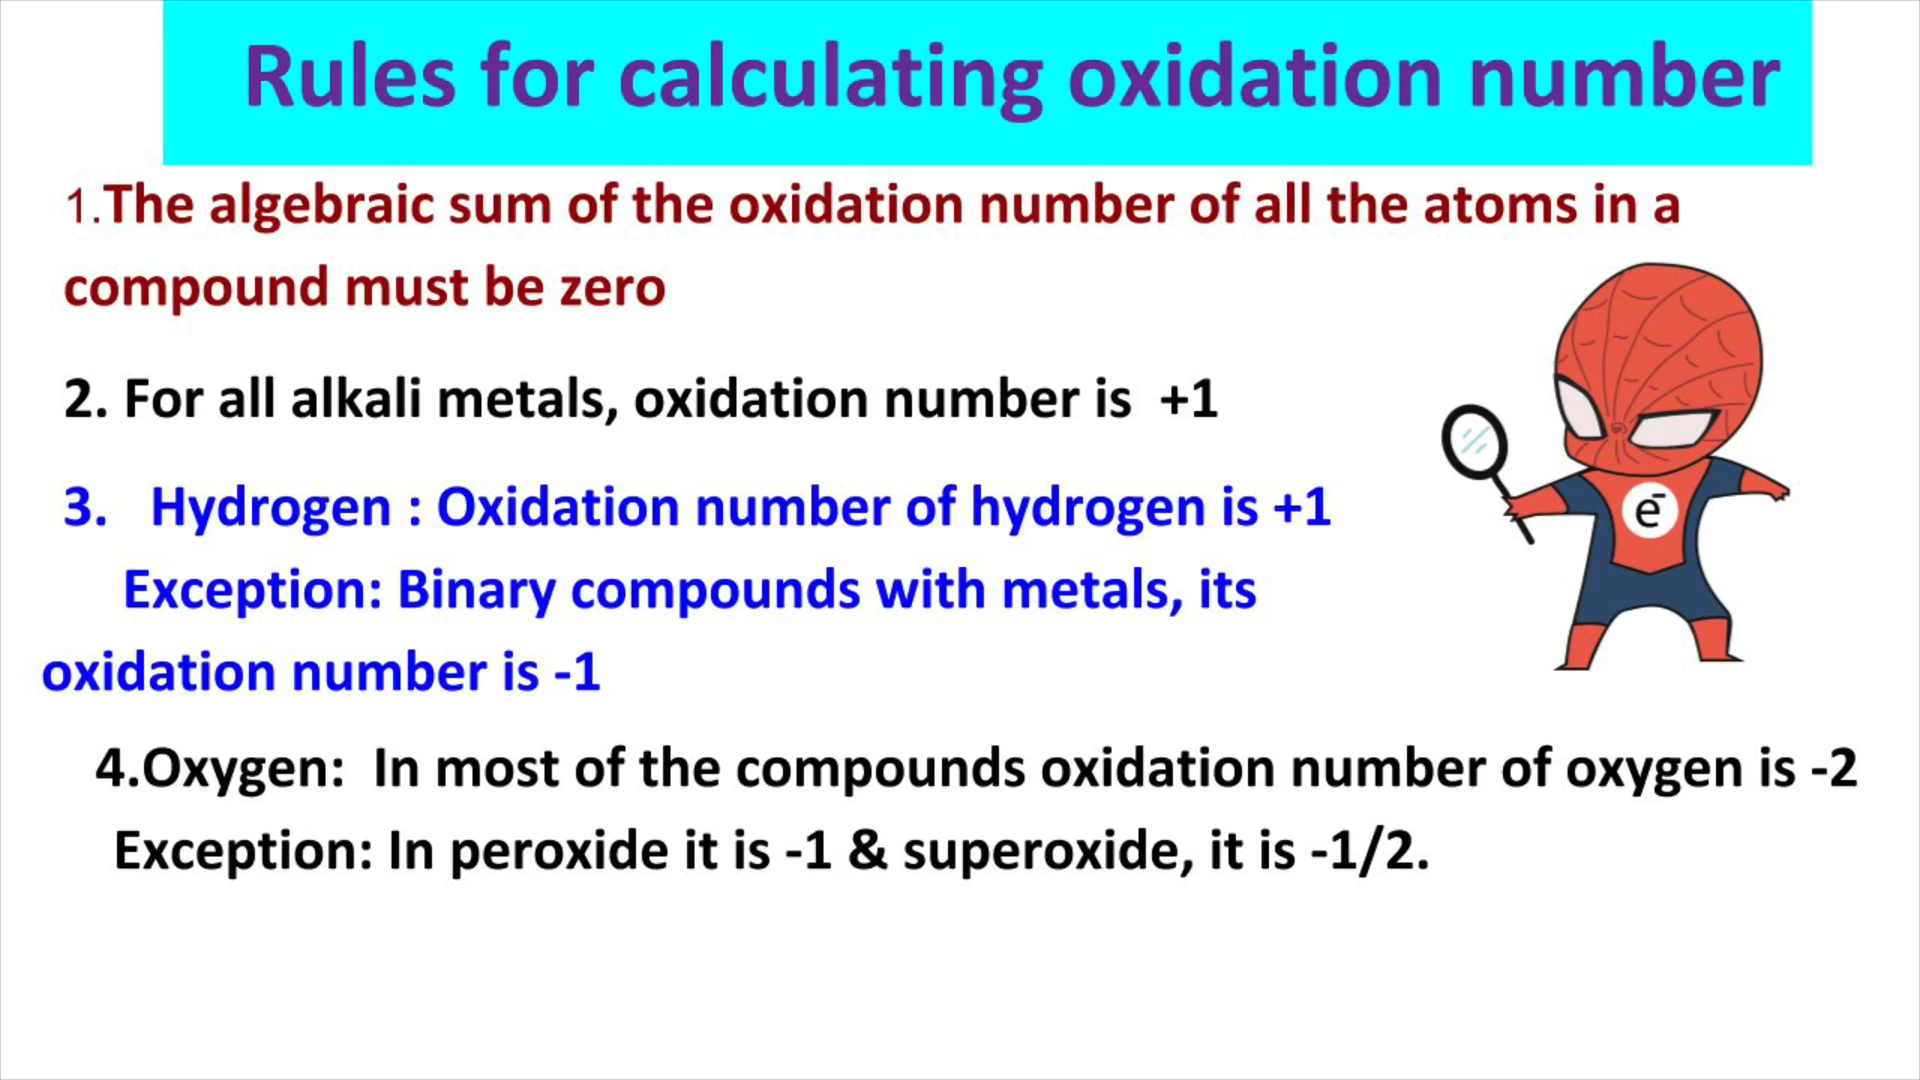 Rules for calculating oxidation number
1.The algebraic sum of the oxidation number of all the atoms in a
compound must be zero
2. For all alkali metals, oxidation number is +1
3. Hydrogen : Oxidation number of hydrogen is +1
Exception: Binary compounds with metals, its
oxidation number is -1
4.Oxygen: In most of the compounds oxidation number of oxygen is -2
Exception: In peroxide it is -1 & superoxide, it is -1/2.
e̅